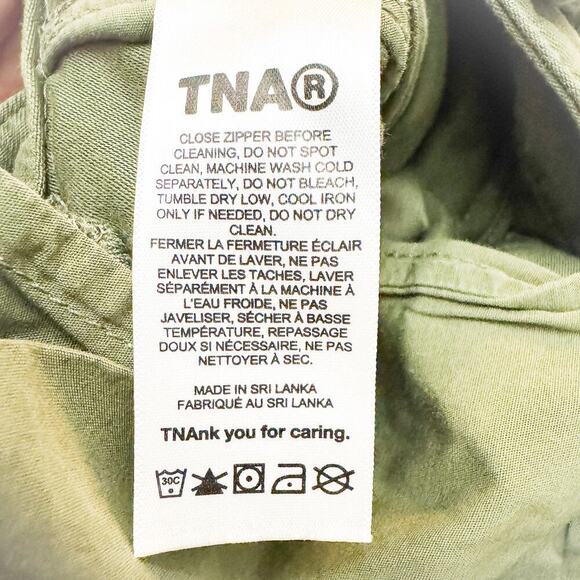 TNA®
CLOSE ZIPPER BEFORE
CLEANING, DO NOT SPOT
CLEAN, MACHINE WASH COLD
SEPARATELY, DO NOT BLEACH,
TUMBLE DRY LOW, COOL IRON
ONLY IF NEEDED, DO NOT DRY
CLEAN.
FERMER LA FERMETURE ÉCLAIR
AVANT DE LAVER, NE PAS
ENLEVER LES TACHES, LAVER
SÉPARÉMENT À LA MACHINE À
L'EAU FROIDE, NE PAS
JAVELISER, SÉCHER À BASSE
TEMPÉRATURE, REPASSAGE
DOUX SI NÉCESSAIRE, NE PAS
NETTOYER À SEC.
MADE IN SRI LANKA
FABRIQUÉ AU SRI LANKA
TNAnk you for caring.
30C